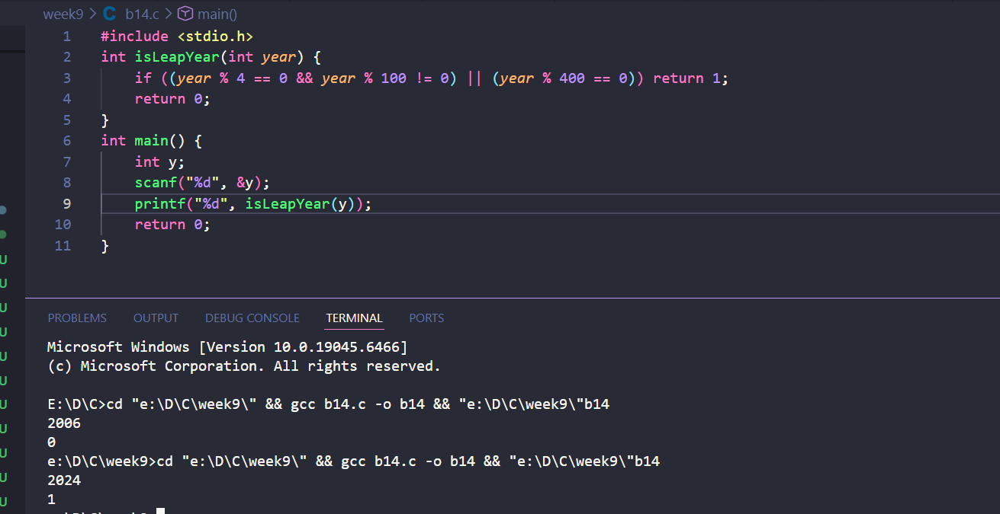 week9 > C b14.c > main()
1 #include <stdio.h>
2 int isLeapYear(int year) {
3     if ((year % 4 == 0 && year % 100 != 0) || (year % 400 == 0)) return 1;
4     return 0;
5 }
6 int main() {
7     int y;
8     scanf("%d", &y);
9     printf("%d", isLeapYear(y));
10     return 0;
11 }
U
U
U
U
U
U
U
U
U
U
U
PROBLEMS OUTPUT DEBUG CONSOLE TERMINAL PORTS
Microsoft Windows [Version 10.0.19045.6466]
(c) Microsoft Corporation. All rights reserved.
E:\D\C>cd "e:\D\C\week9\" && gcc b14.c -o b14 && "e:\D\C\week9\"b14
2006
0
e:\D\C\week9>cd "e:\D\C\week9\" && gcc b14.c -o b14 && "e:\D\C\week9\"b14
2024
1